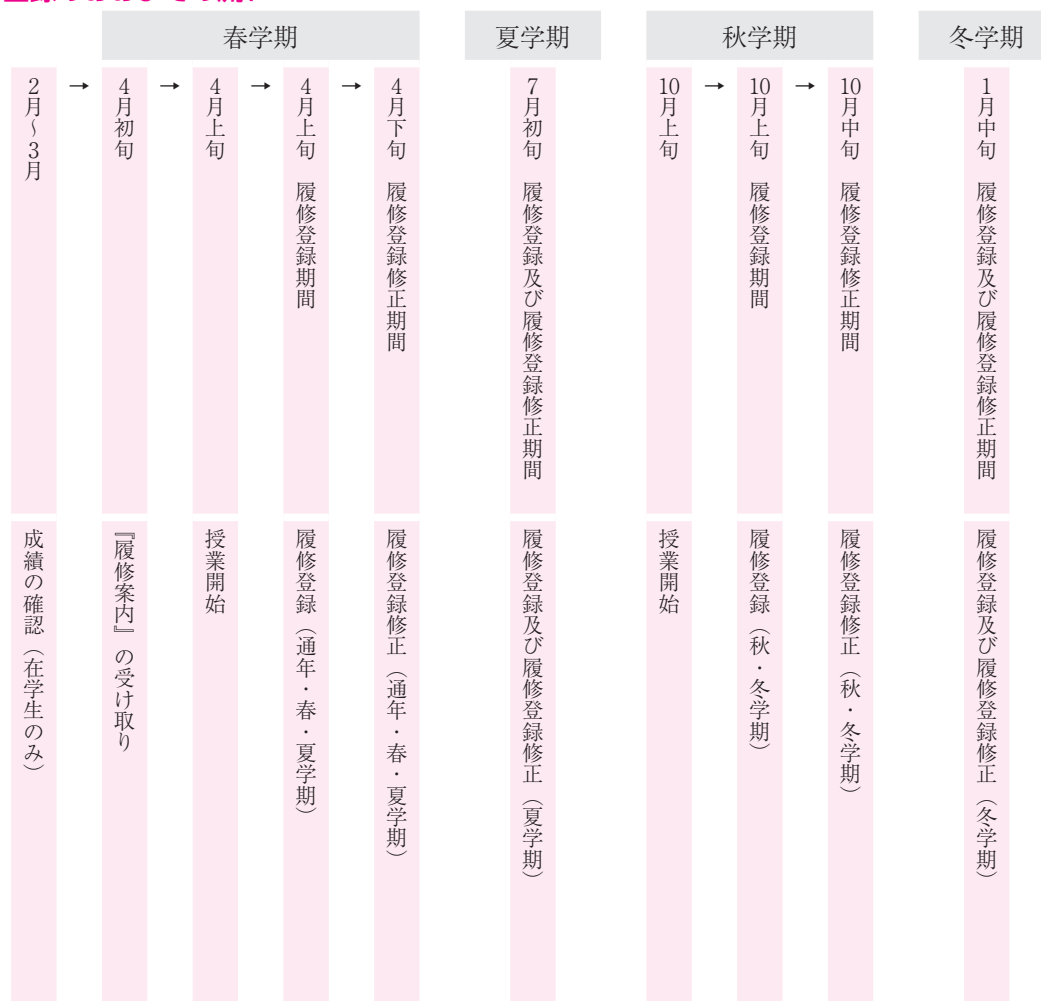 春学期
夏学期
秋学期
冬学期
2月～3月
→
4月初旬
→
4月上旬
→
4月上旬　履修登録期間
→
4月下旬　履修登録修正期間
7月初旬　履修登録及び履修登録修正期間
10月上旬
→
10月上旬　履修登録期間
→
10月中旬　履修登録修正期間
1月中旬　履修登録及び履修登録修正期間
成績の確認（在学生のみ）
『履修案内』の受け取り
授業開始
履修登録（通年・春・夏学期）
履修登録修正（通年・春・夏学期）
履修登録及び履修登録修正（夏学期）
授業開始
履修登録（秋・冬学期）
履修登録修正（秋・冬学期）
履修登録及び履修登録修正（冬学期）